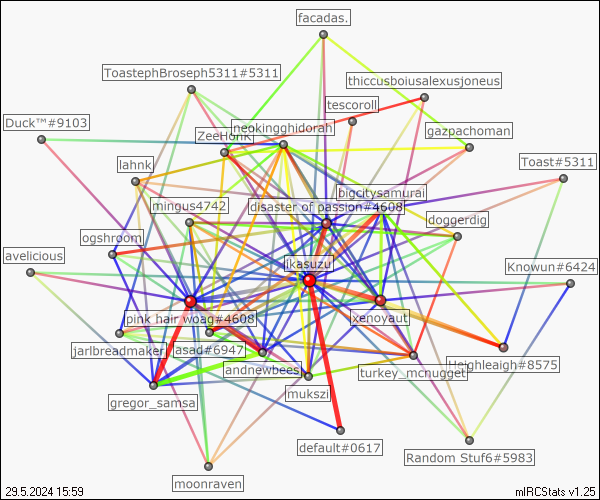 facadas.
ToastephBroseph5311#5311
thiccusboiusalexusjoneus
tescoroll
Duck™#9103
neokingghidorah
ZeeHonk
gazpachoman
lahnk
Toast#5311
bigcitysamurai
mingus4742
disaster of passion#4608
doggerdig
ogshroom
avelicious
ikasuzu
Knowun#6424
pink hair woag#4608
xenoyaut
jarlbreadmaker
asad#6947
andnewbees
turkey_mcnugget
Heighleaigh#8575
gregor_samsa
mukszi
default#0617
Random Stuf6#5983
moonraven
29.5.2024 15:59
mIRCStats v1.25